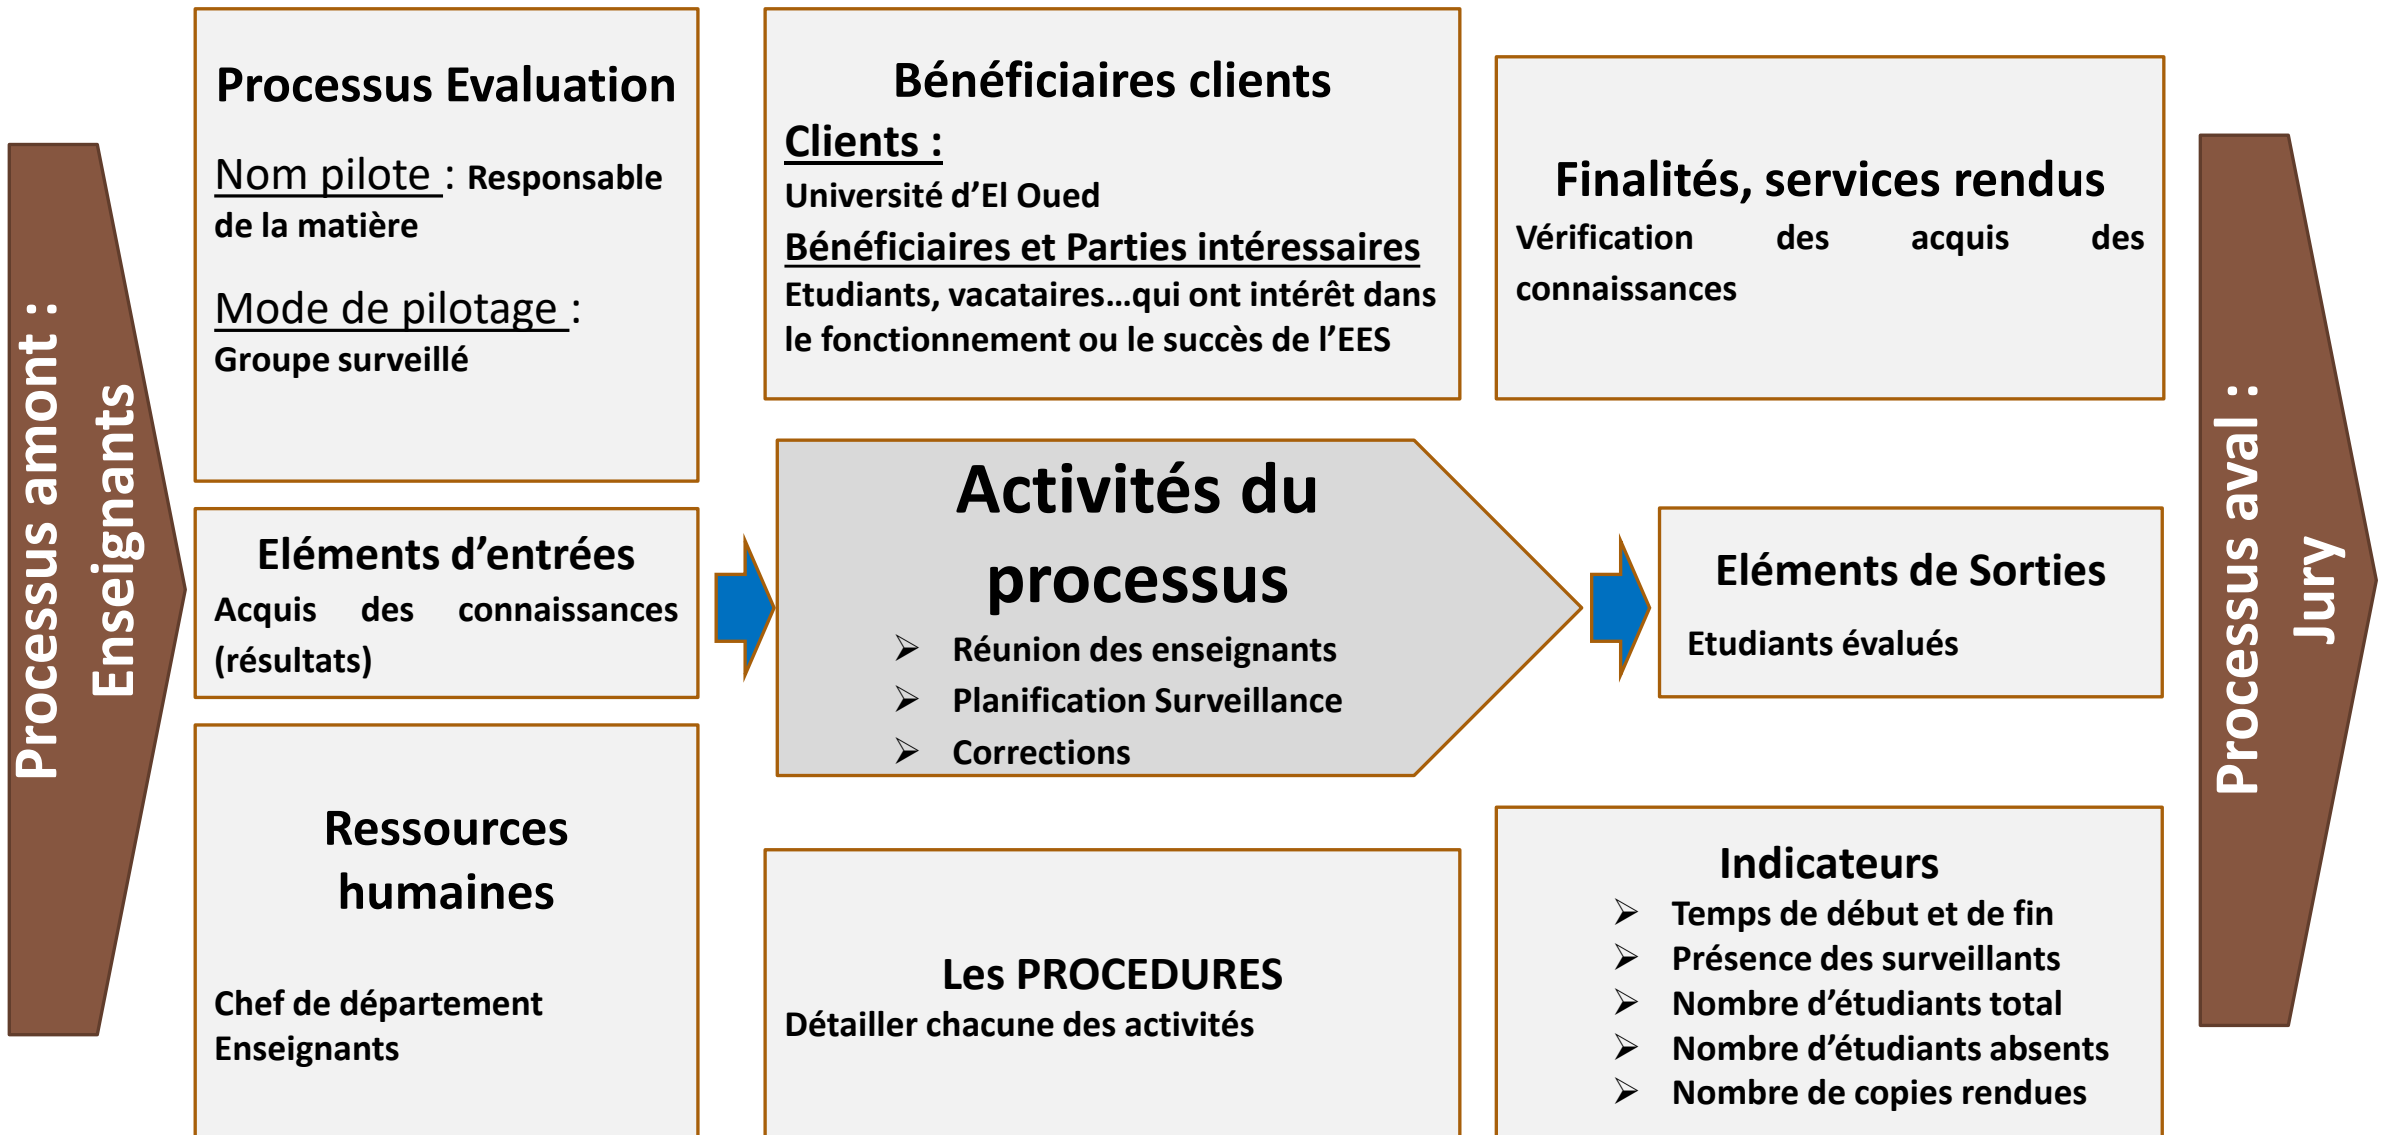 Processus amont :
Enseignants
Processus Evaluation
Nom pilote : Responsable
de la matière
Mode de pilotage :
Groupe surveillé
Bénéficiaires clients
Clients :
Université d’El Oued
Bénéficiaires et Parties intéressaires
Etudiants, vacataires…qui ont intérêt dans
le fonctionnement ou le succès de l’EES
Finalités, services rendus
Vérification des acquis des
connaissances
Eléments d’entrées
Acquis des connaissances
(résultats)
Activités du
processus
➢ Réunion des enseignants
➢ Planification Surveillance
➢ Corrections
Eléments de Sorties
Etudiants évalués
Ressources
humaines
Chef de département
Enseignants
Les PROCEDURES
Détailler chacune des activités
Indicateurs
➢ Temps de début et de fin
➢ Présence des surveillants
➢ Nombre d’étudiants total
➢ Nombre d’étudiants absents
➢ Nombre de copies rendues
Processus aval :
Jury